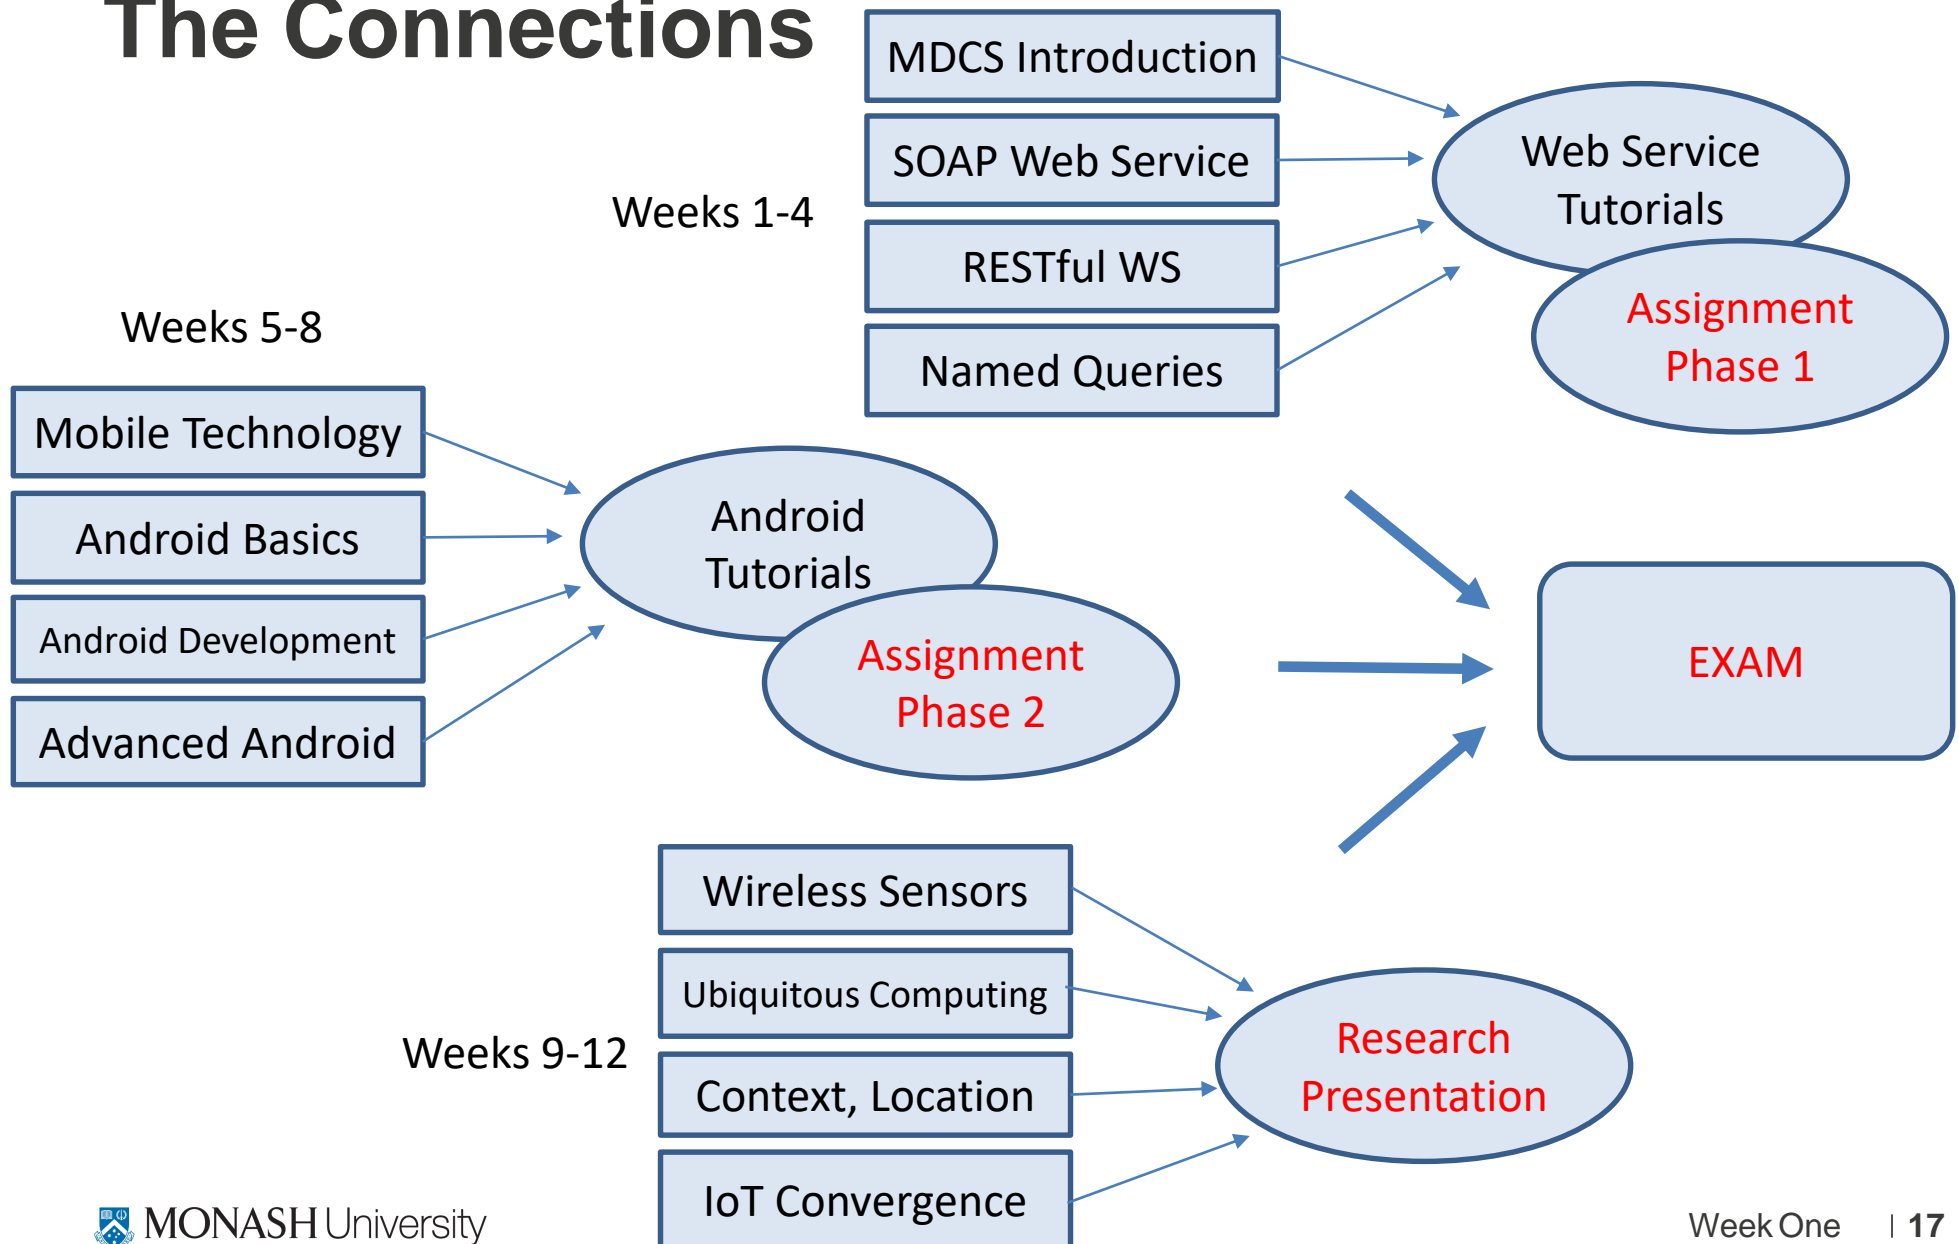 The Connections
MDCS Introduction
SOAP Web Service
RESTful WS
Named Queries
Weeks 1-4
Web Service
Tutorials
Assignment
Phase 1
Weeks 5-8
Mobile Technology
Android Basics
Android Development
Advanced Android
Android
Tutorials
Assignment
Phase 2
EXAM
Weeks 9-12
Wireless Sensors
Ubiquitous Computing
Context, Location
IoT Convergence
Research
Presentation
MONASH University
Week One | 17